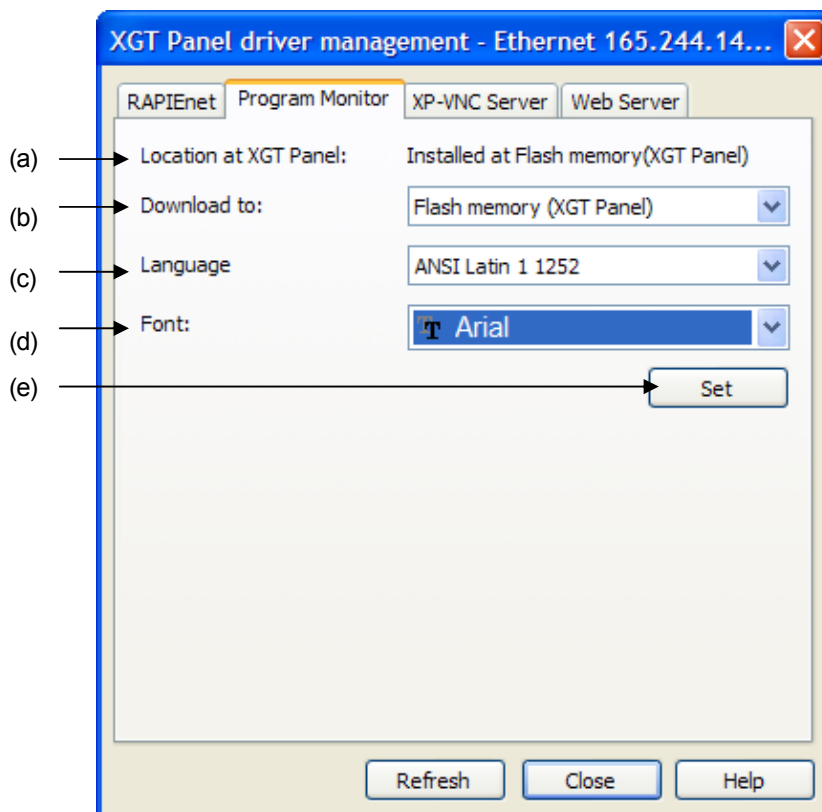 XGT Panel driver management - Ethernet 165.244.14...
RAPIEnet Program Monitor XP-VNC Server Web Server
(a) Location at XGT Panel: Installed at Flash memory(XGT Panel)
(b) Download to: Flash memory (XGT Panel)
(c) Language ANSI Latin 1 1252
(d) Font: Arial
(e) Set
Refresh Close Help